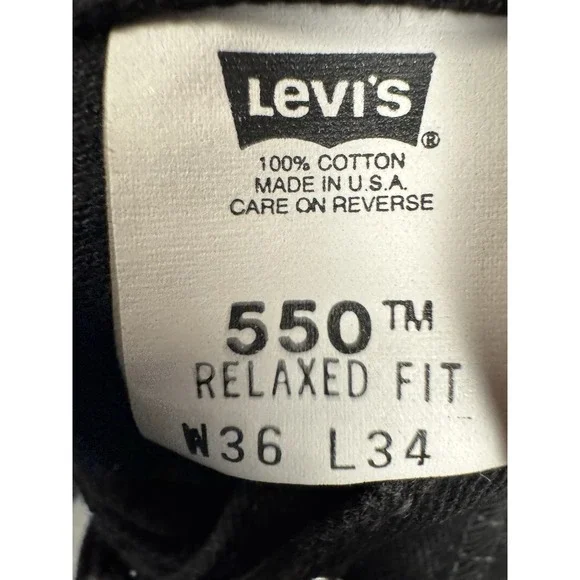 Levi's ®
100% COTTON
MADE IN U.S.A.
CARE ON REVERSE
550™
RELAXED FIT
W36 L34